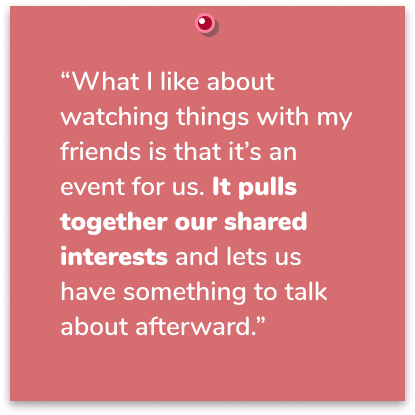 “What I like about
watching things with my
friends is that it’s an
event for us. It pulls
together our shared
interests and lets us
have something to talk
about afterward.”